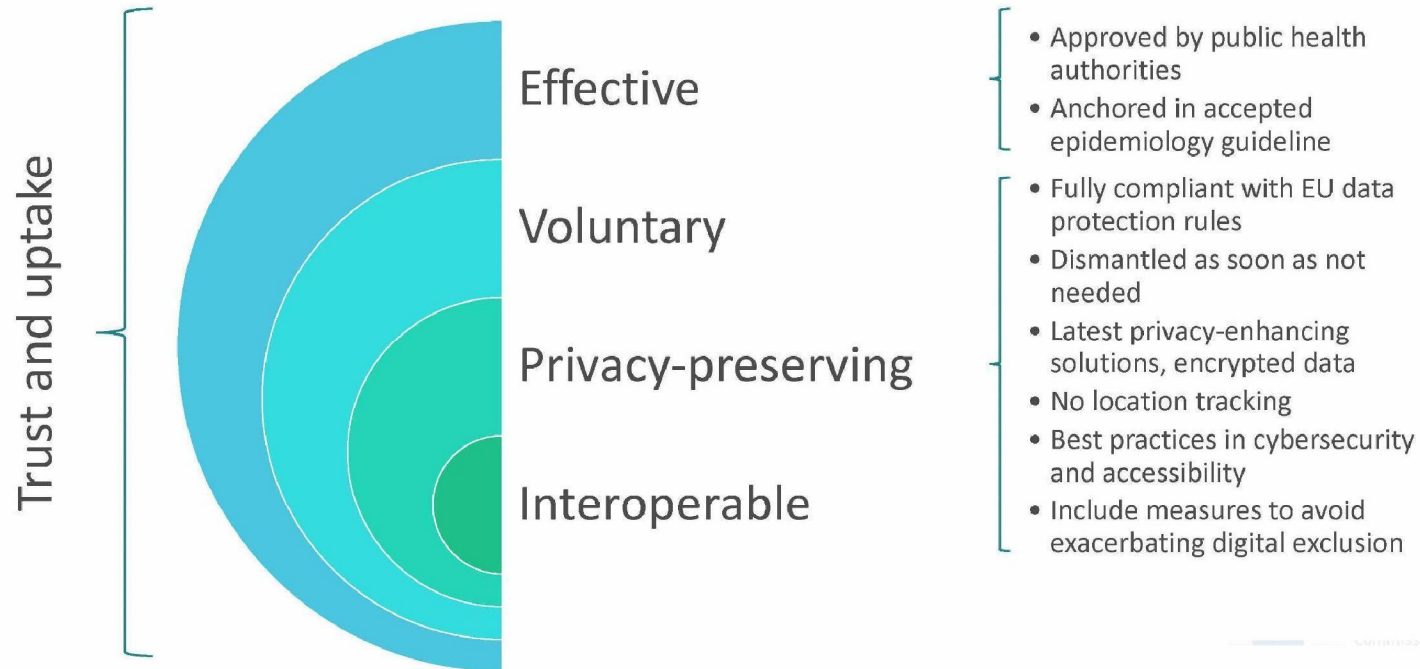 Trust and uptake
Effective
Voluntary
Privacy-preserving
Interoperable
• Approved by public health
authorities
• Anchored in accepted
epidemiology guideline
• Fully compliant with EU data
protection rules
• Dismantled as soon as not
needed
• Latest privacy-enhancing
solutions, encrypted data
• No location tracking
• Best practices in cybersecurity
and accessibility
• Include measures to avoid
exacerbating digital exclusion